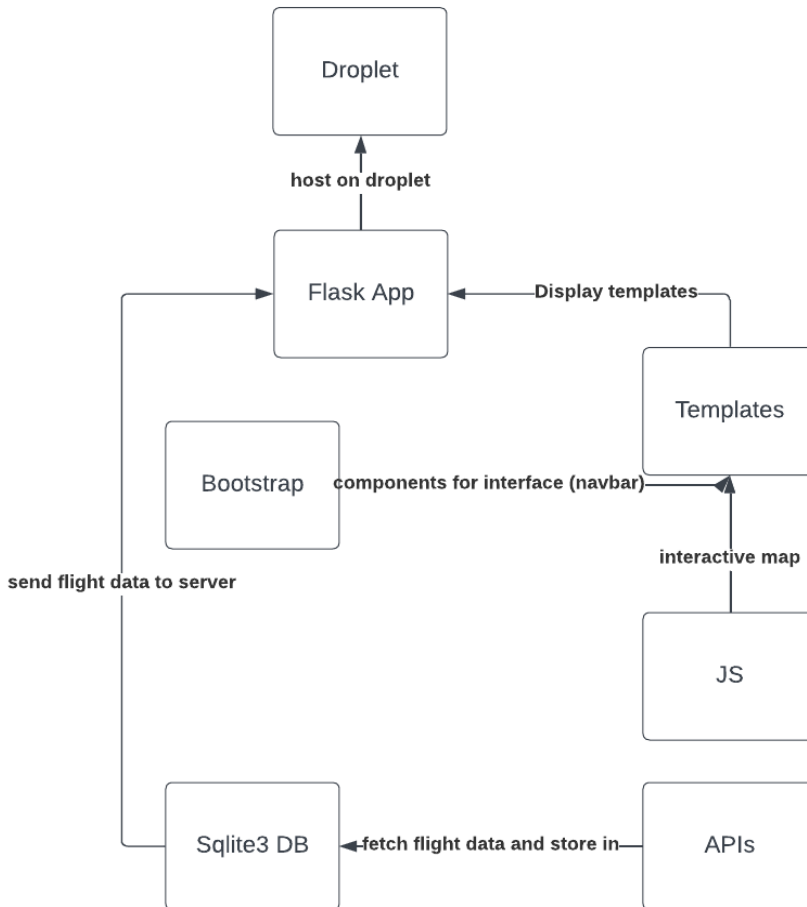 Droplet
host on droplet
Flask App
Display templates
Templates
Bootstrap
components for interface (navbar)
interactive map
send flight data to server
JS
Sqlite3 DB
fetch flight data and store in
APIs